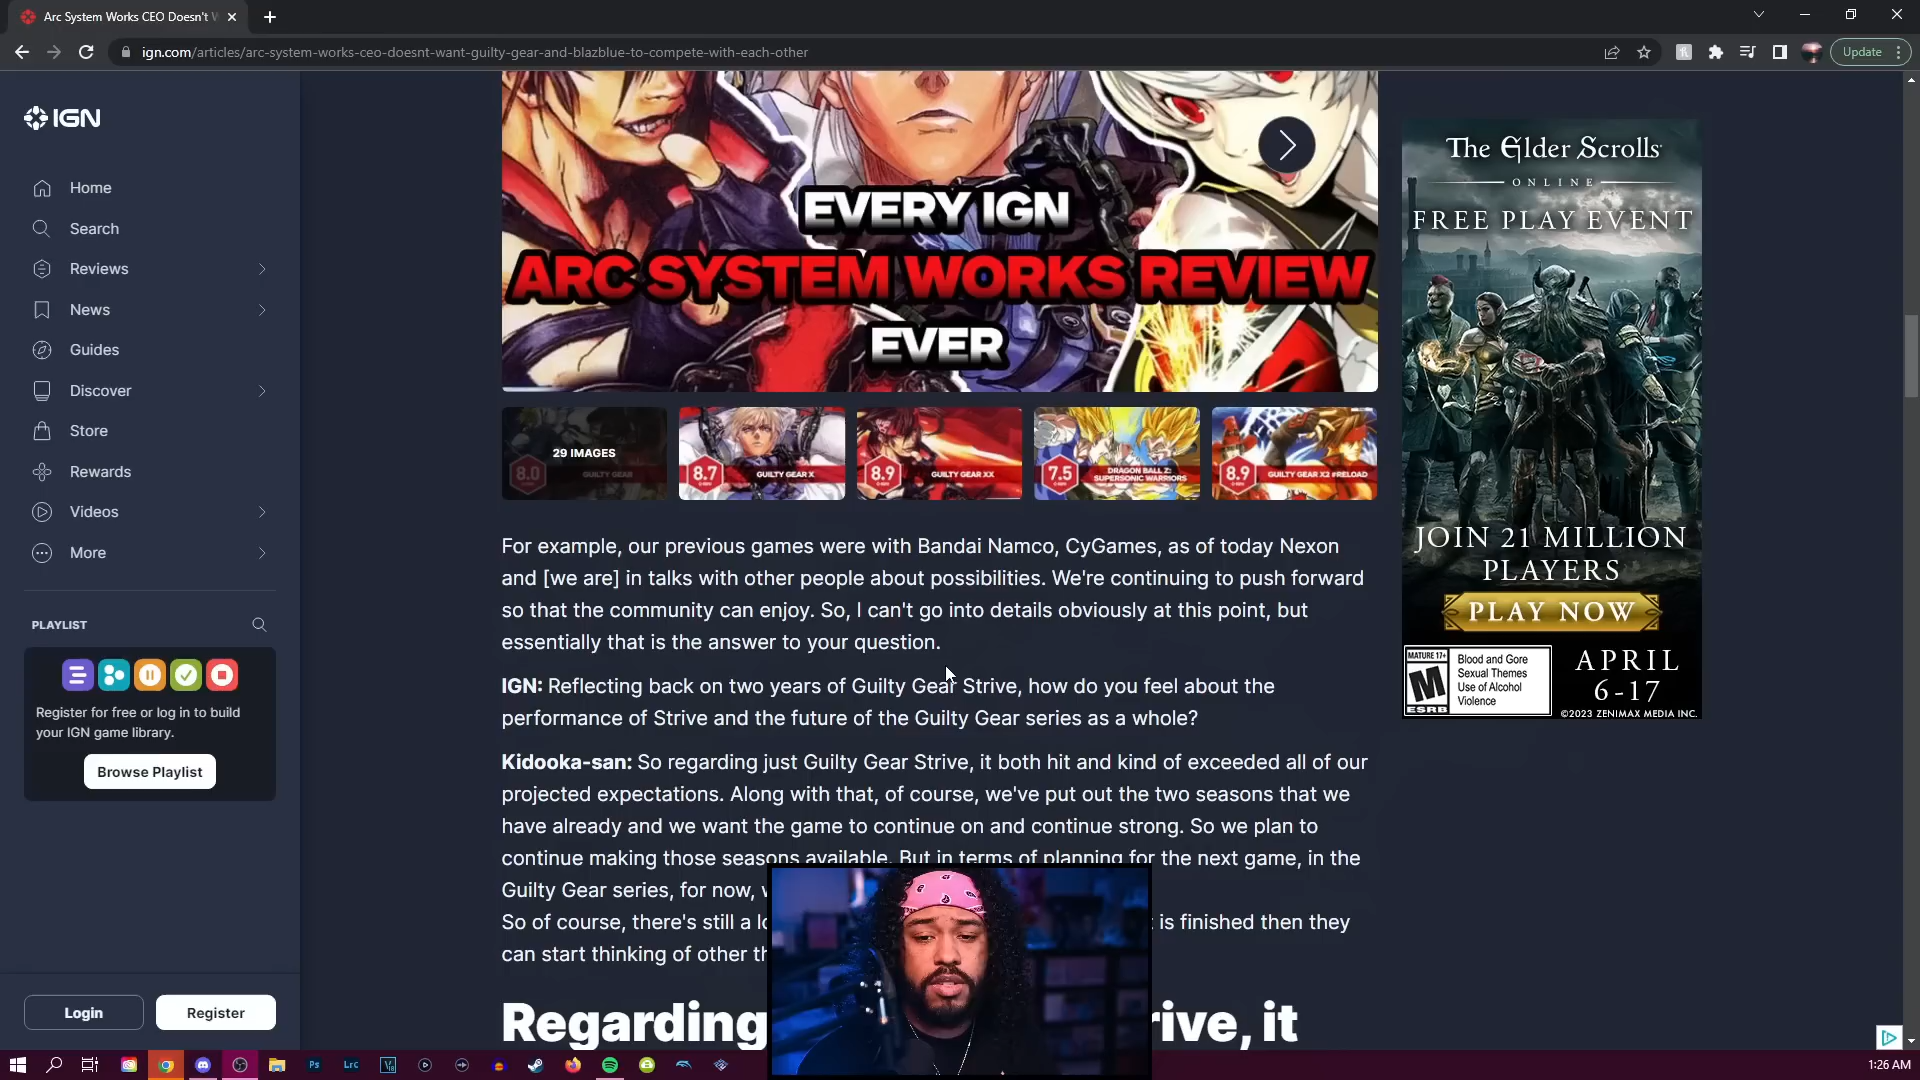 Arc System Works CEO Doesn't W
ign.com/articles/arc-system-works-ceo-doesnt-want-guilty-gear-and-blazblue-to-compete-with-each-other
Update
IGN
Home
Search
Reviews
News
Guides
Discover
Store
Rewards
Videos
More
PLAYLIST
Register for free or log in to build
your IGN game library.
Browse Playlist
Login
Register
EVERY IGN
ARC SYSTEM WORKS REVIEW
EVER
29 IMAGES
8.0
GUILTY GEAR
8.7
GUILTY GEAR X
8.9
GUILTY GEAR XX
7.5
DRAGON BALL Z:
SUPERSONIC WARRIORS
8.9
GUILTY GEAR X2 #RELOAD
For example, our previous games were with Bandai Namco, CyGames, as of today Nexon
and [we are] in talks with other people about possibilities. We're continuing to push forward
so that the community can enjoy. So, I can't go into details obviously at this point, but
essentially that is the answer to your question.
IGN: Reflecting back on two years of Guilty Gear Strive, how do you feel about the
performance of Strive and the future of the Guilty Gear series as a whole?
Kidooka-san: So regarding just Guilty Gear Strive, it both hit and kind of exceeded all of our
projected expectations. Along with that, of course, we've put out the two seasons that we
have already and we want the game to continue on and continue strong. So we plan to
continue making those seasons available. But in terms of planning for the next game, in the
Guilty Gear series, for now, w
So of course, there's still a lo is finished then they
can start thinking of other th
Regarding rive, it
The Elder Scrolls
ONLINE
FREE PLAY EVENT
JOIN 21 MILLION
PLAYERS
PLAY NOW
MATURE 17+
M
ESRB
Blood and Gore
Sexual Themes
Use of Alcohol
Violence
APRIL
6-17
©2023 ZENIMAX MEDIA INC.
Ps
Lrc
1:26 AM